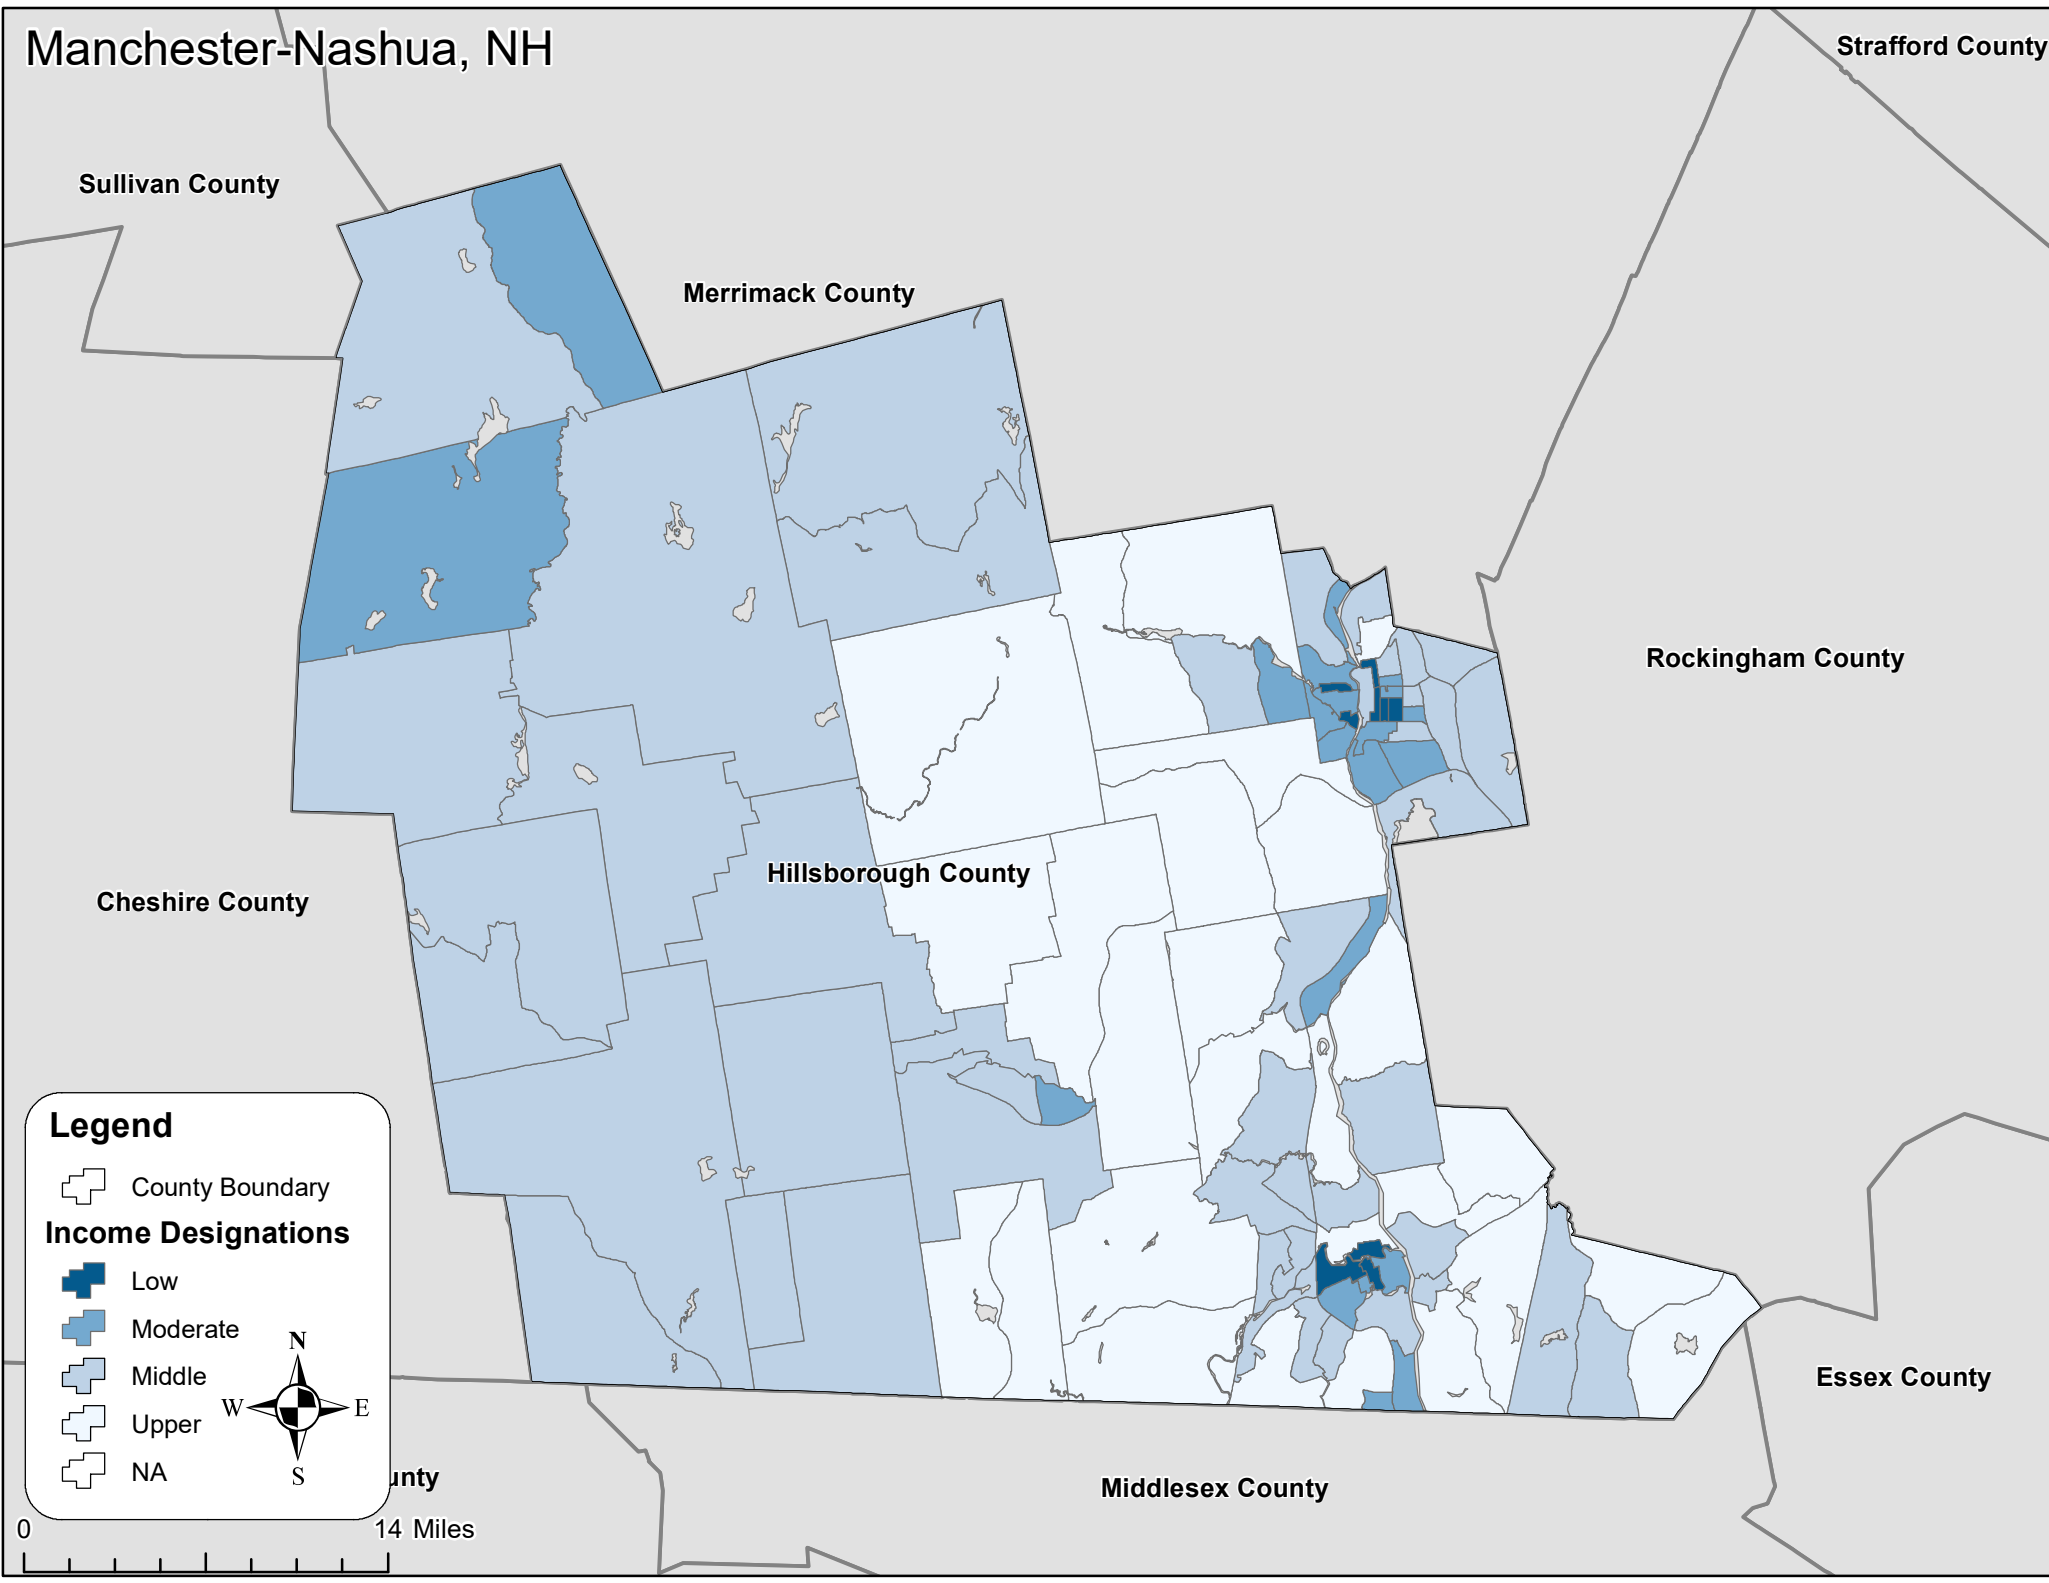 Manchester-Nashua, NH
Strafford County
Sullivan County
Merrimack County
Rockingham County
Hillsborough County
Cheshire County
Essex County
Middlesex County
unty
Legend
County Boundary
Income Designations
Low
Moderate
Middle
Upper
NA
N
W E
S
0 14 Miles